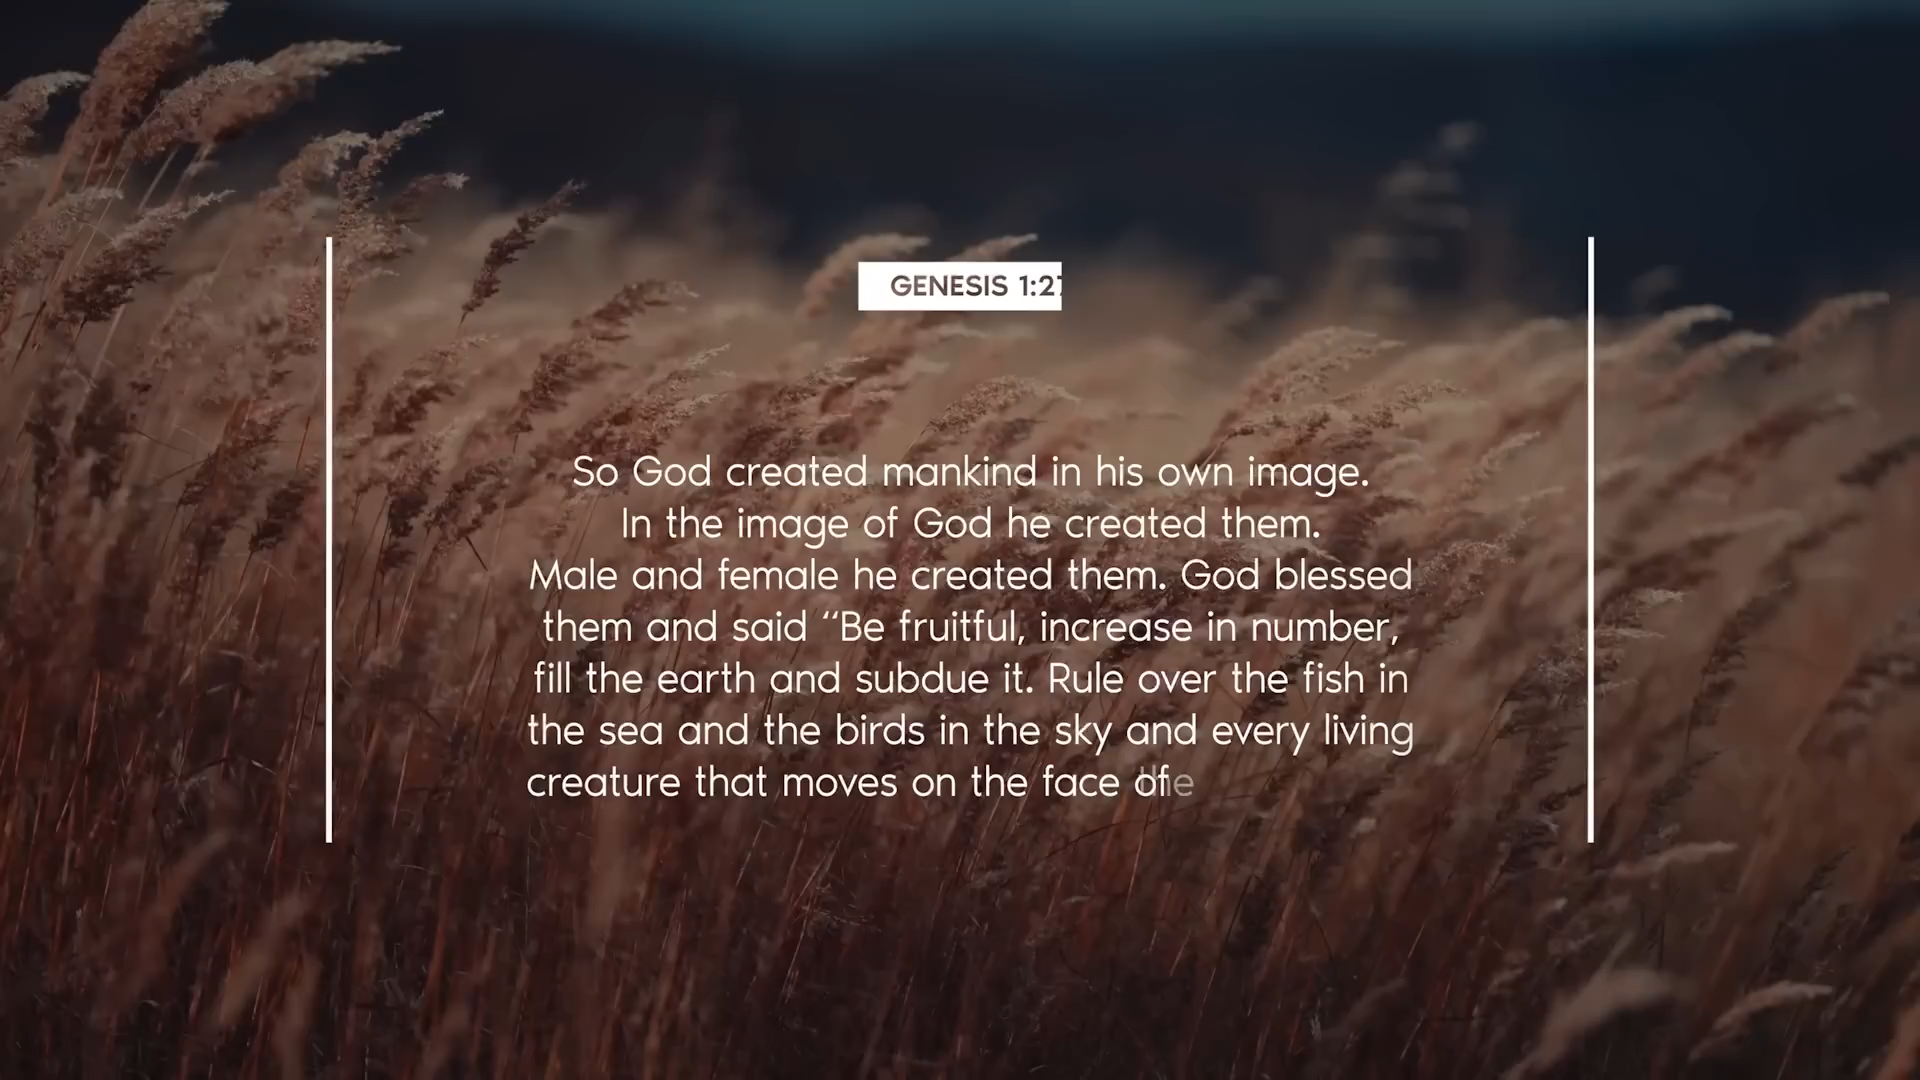 GENESIS 1:27
So God created mankind in his own image.
In the image of God he created them.
Male and female he created them. God blessed
them and said “Be fruitful, increase in number,
fill the earth and subdue it. Rule over the fish in
the sea and the birds in the sky and every living
creature that moves on the face of